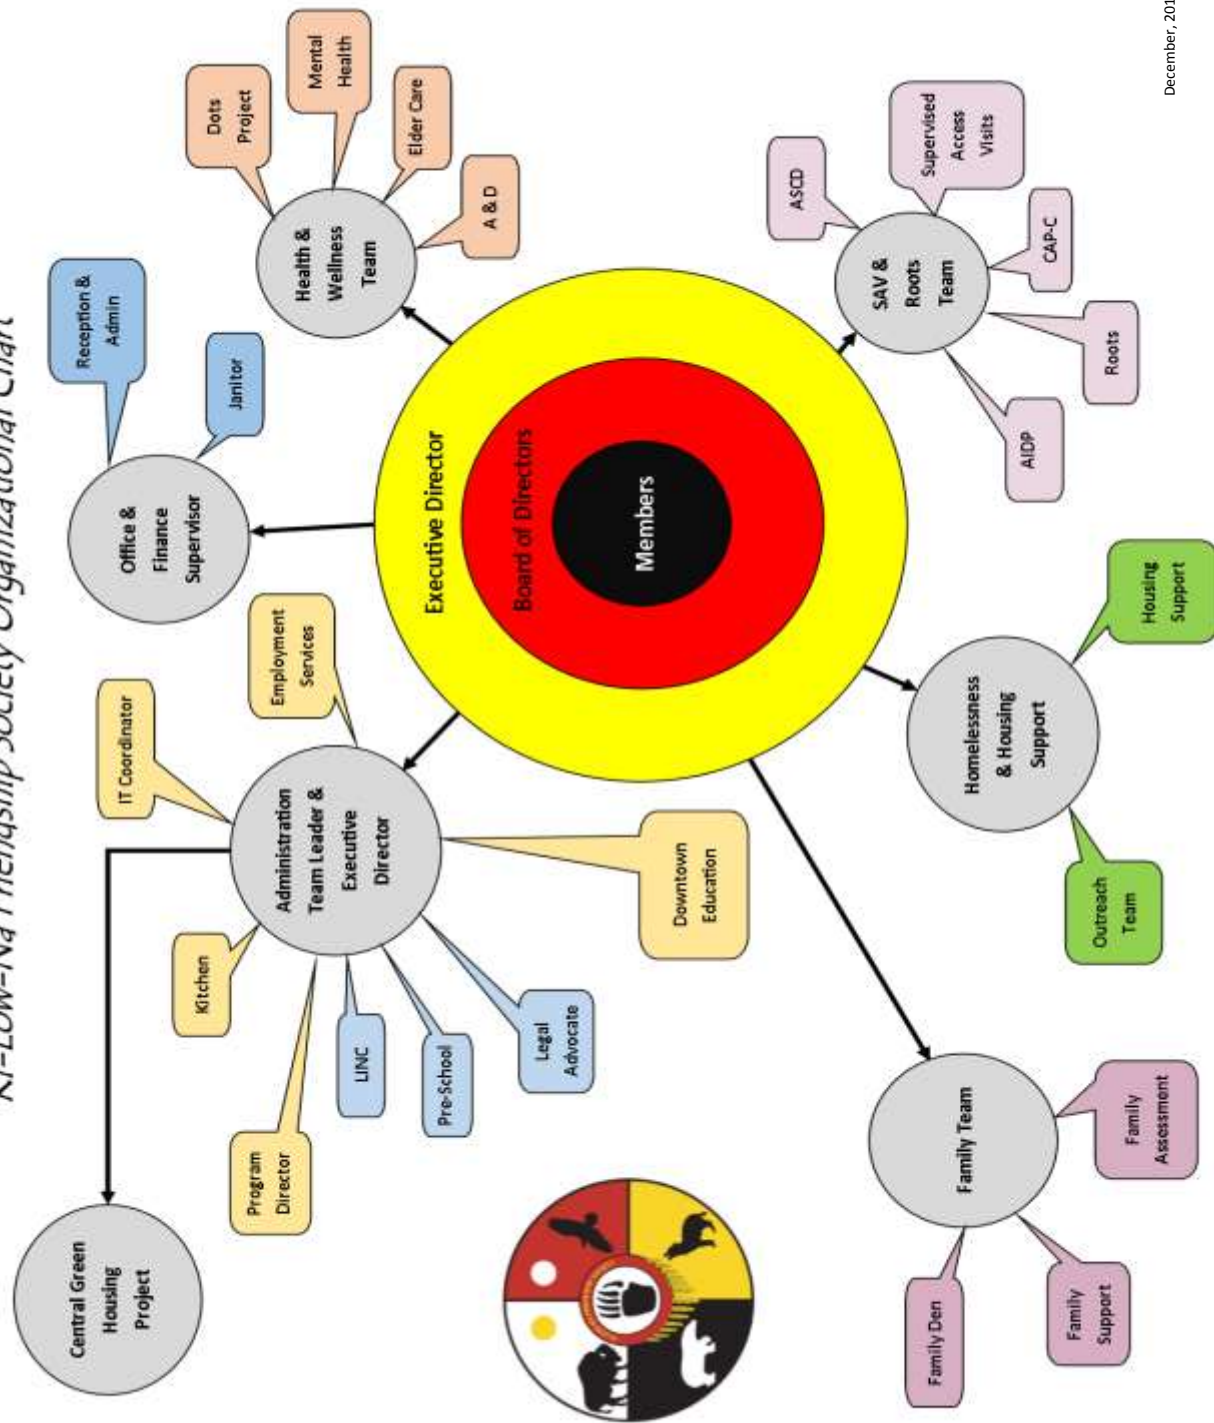 Ki-Low-Na Friendship Society Organizational Chart
Central Green
Housing
Project
IT Coordinator
Kitchen
Program
Director
LINC
Pre-School
Legal
Advocate
Downtown
Education
Employment
Services
Administration
Team Leader &
Executive
Director
Office &
Finance
Supervisor
Reception &
Admin
Janitor
Health &
Wellness
Team
Dots
Project
Mental
Health
Elder Care
A & D
Executive Director
Board of Directors
Members
SAV &
Roots
Team
ASCD
Supervised
Access
Visits
CAP-C
Roots
AIDP
Homelessness
& Housing
Support
Outreach
Team
Housing
Support
Family Team
Family Den
Family
Support
Family
Assessment
December, 201